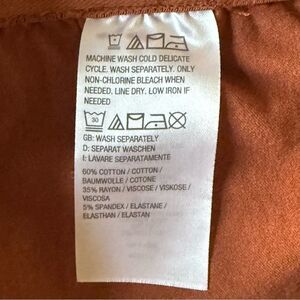 MACHINE WASH COLD DELICATE
CYCLE. WASH SEPARATELY. ONLY
NON-CHLORINE BLEACH WHEN
NEEDED. LINE DRY. LOW IRON IF
NEEDED
30
GB: WASH SEPARATELY
D: SEPARAT WASCHEN
I: LAVARE SEPARATAMENTE
60% COTTON / COTTON /
BAUMWOLLE / COTONE
35% RAYON / VISCOSE / VISKOSE /
VISCOSA
5% SPANDEX / ELASTANE /
ELASTHAN / ELASTAN